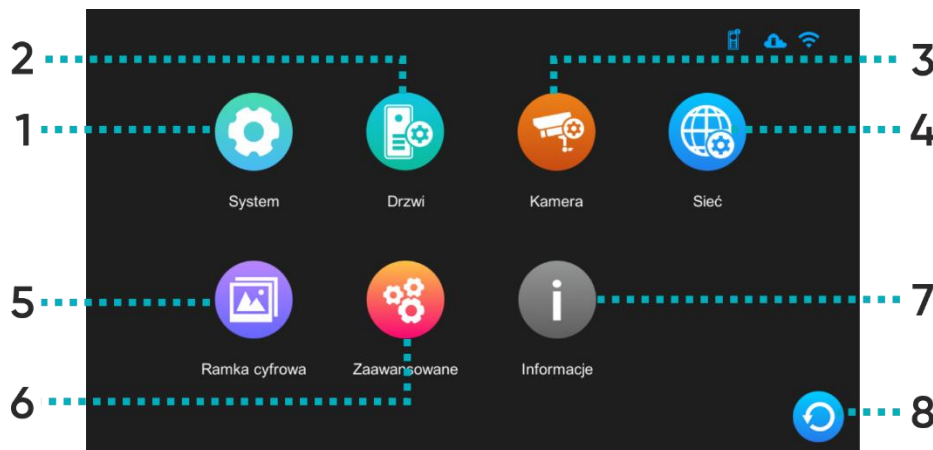 2
3
1
4
System
Drzwi
Kamera
Sieć
5
7
Ramka cyfrowa
Zaawansowane
Informacje
6
8